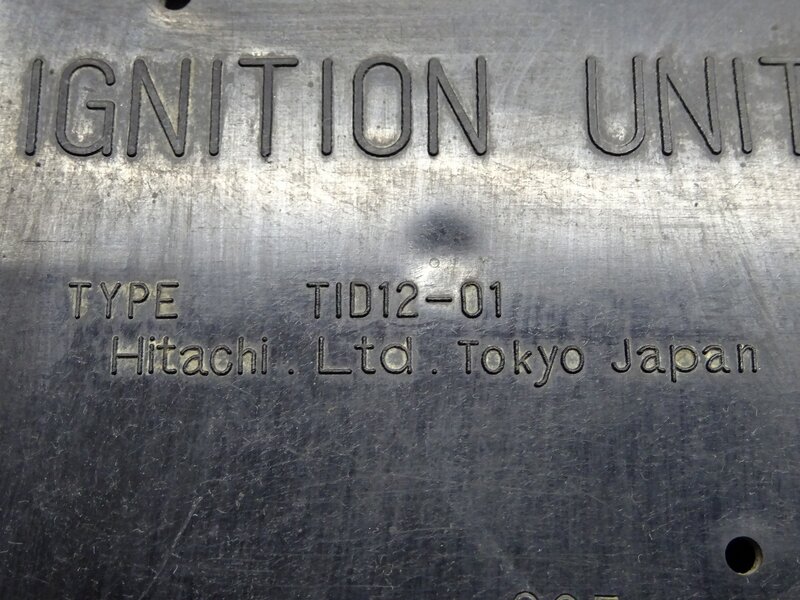 IGNITION UNIT
TYPE TID12-01
Hitachi. Ltd. Tokyo Japan